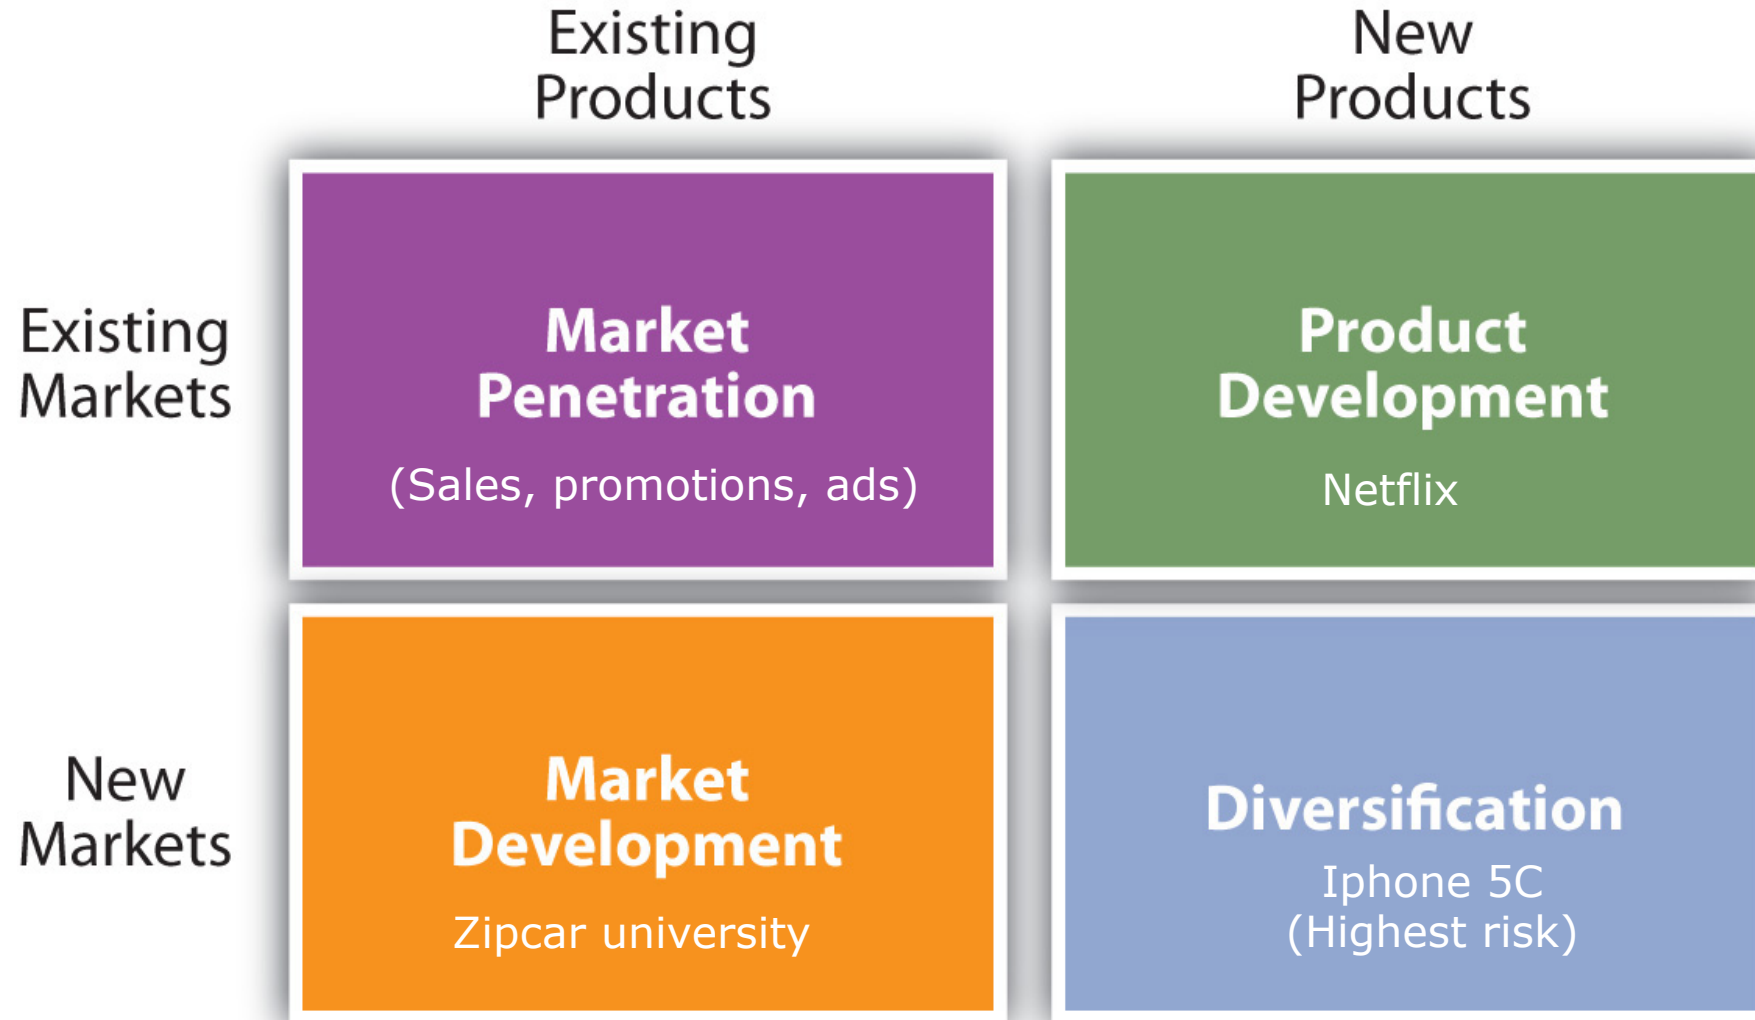 Existing
Products
New
Products
Existing
Markets
Market
Penetration
(Sales, promotions, ads)
Product
Development
Netflix
New
Markets
Market
Development
Zipcar university
Diversification
Iphone 5C
(Highest risk)